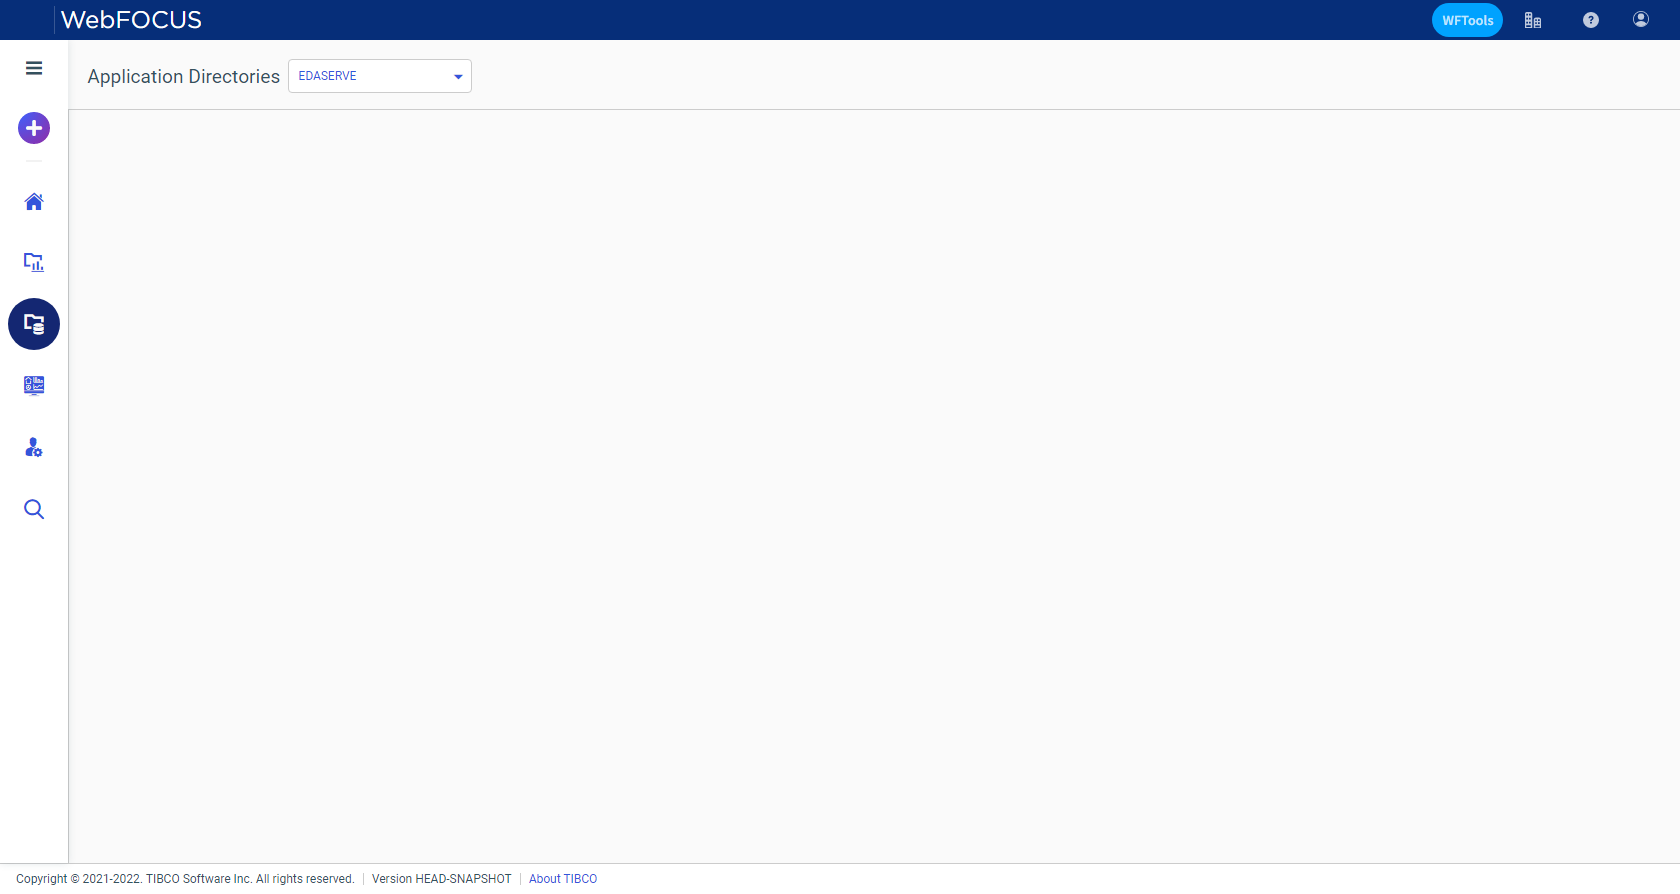 WebFOCUS
WFTools
Application Directories
EDASERVE
Copyright © 2021-2022. TIBCO Software Inc. All rights reserved. Version HEAD-SNAPSHOT About TIBCO